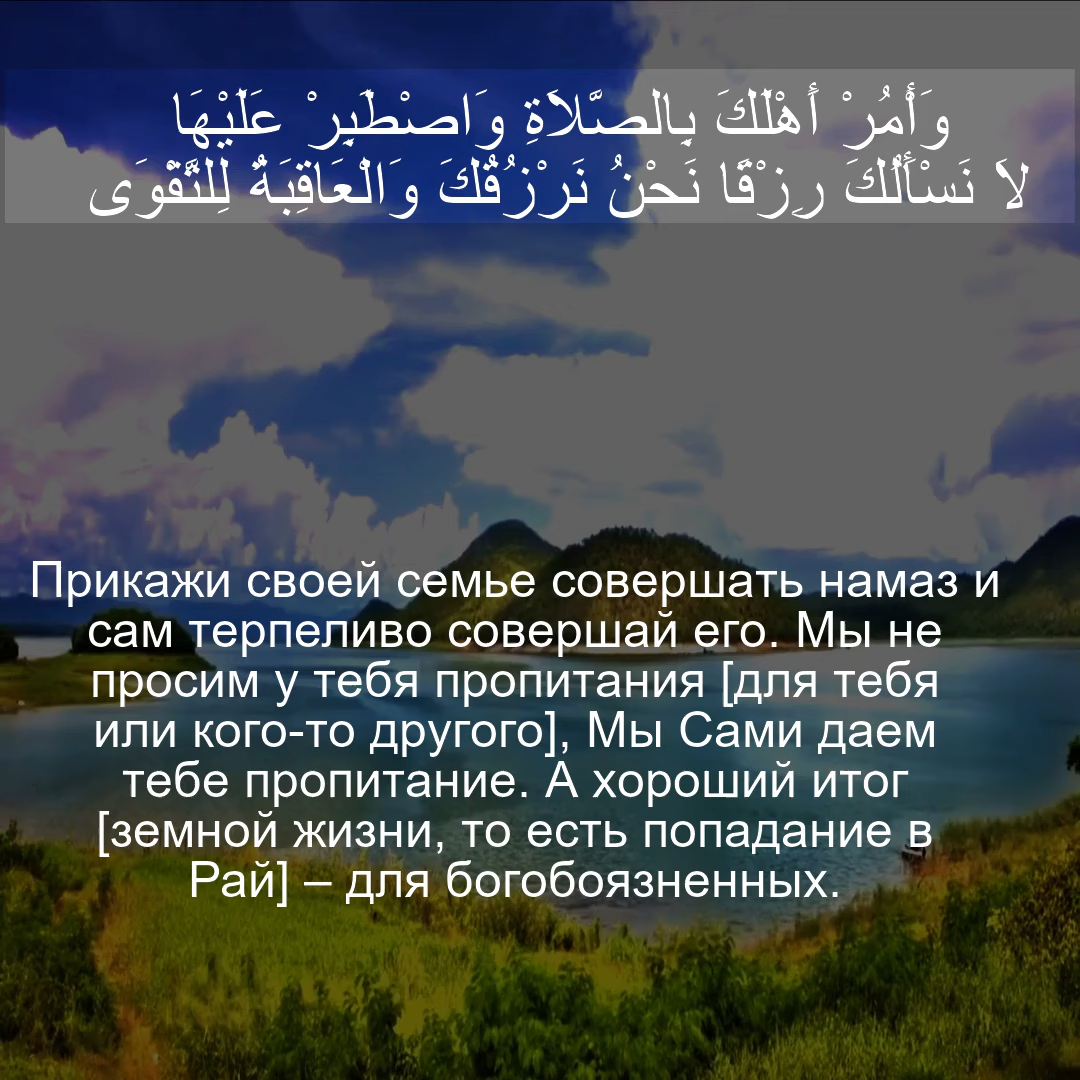 وَأْمُرْ أَهْلَكَ بِالصَّلَاةِ وَاصْطَبِرْ عَلَيْهَا
لَا نَسْأَلُكَ رِزْقًا نَحْنُ نَرْزُقُكَ وَالْعَاقِبَةُ لِلتَّقْوَى
Прикажи своей семье совершать намаз и
сам терпеливо совершай его. Мы не
просим у тебя пропитания [для тебя
или кого-то другого], Мы Сами даем
тебе пропитание. А хороший итог
[земной жизни, то есть попадание в
Рай] – для богобоязненных.